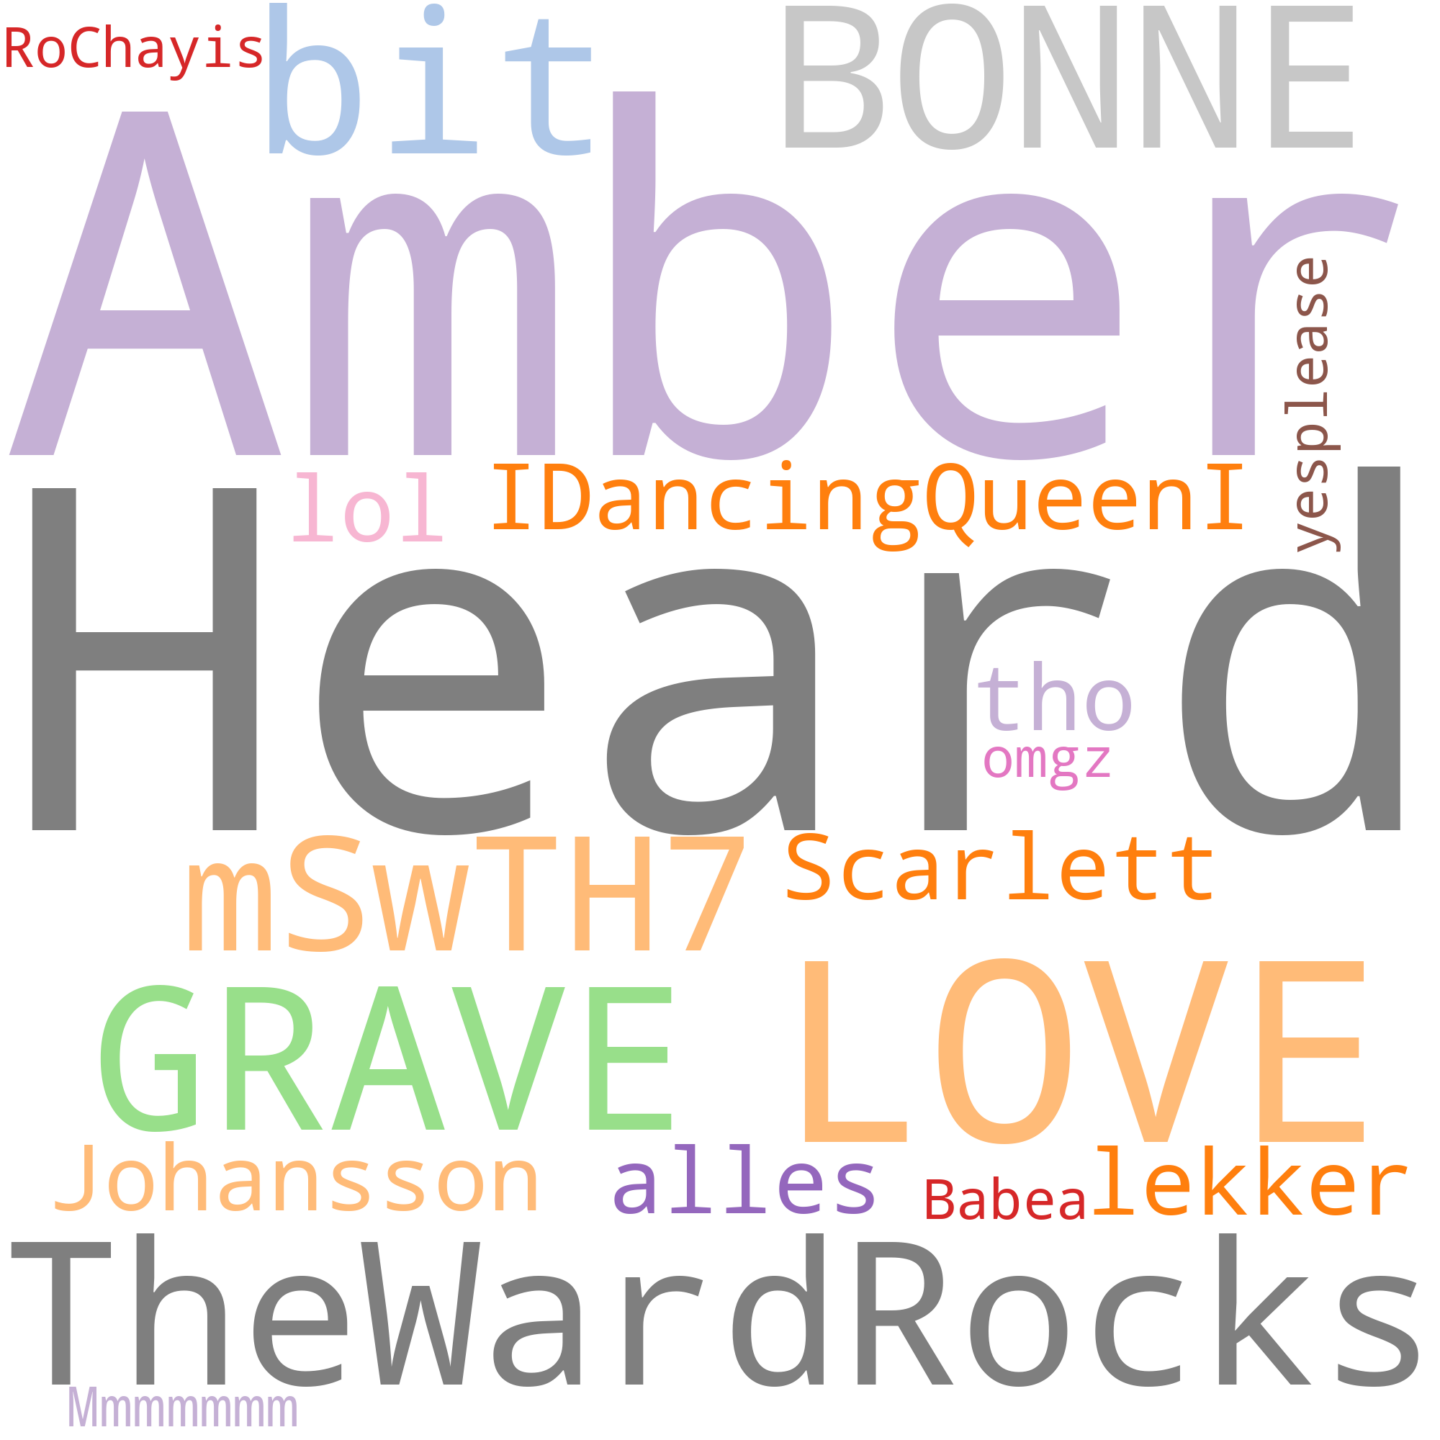 RoChayis
bit
BONNE
Amber
yesplease
lol
IDancingQueenI
Heard
tho
omgz
mSwTH7
Scarlett
GRAVE
LOVE
Johansson
alles
Babea
lekker
TheWardRocks
Mmmmmmm